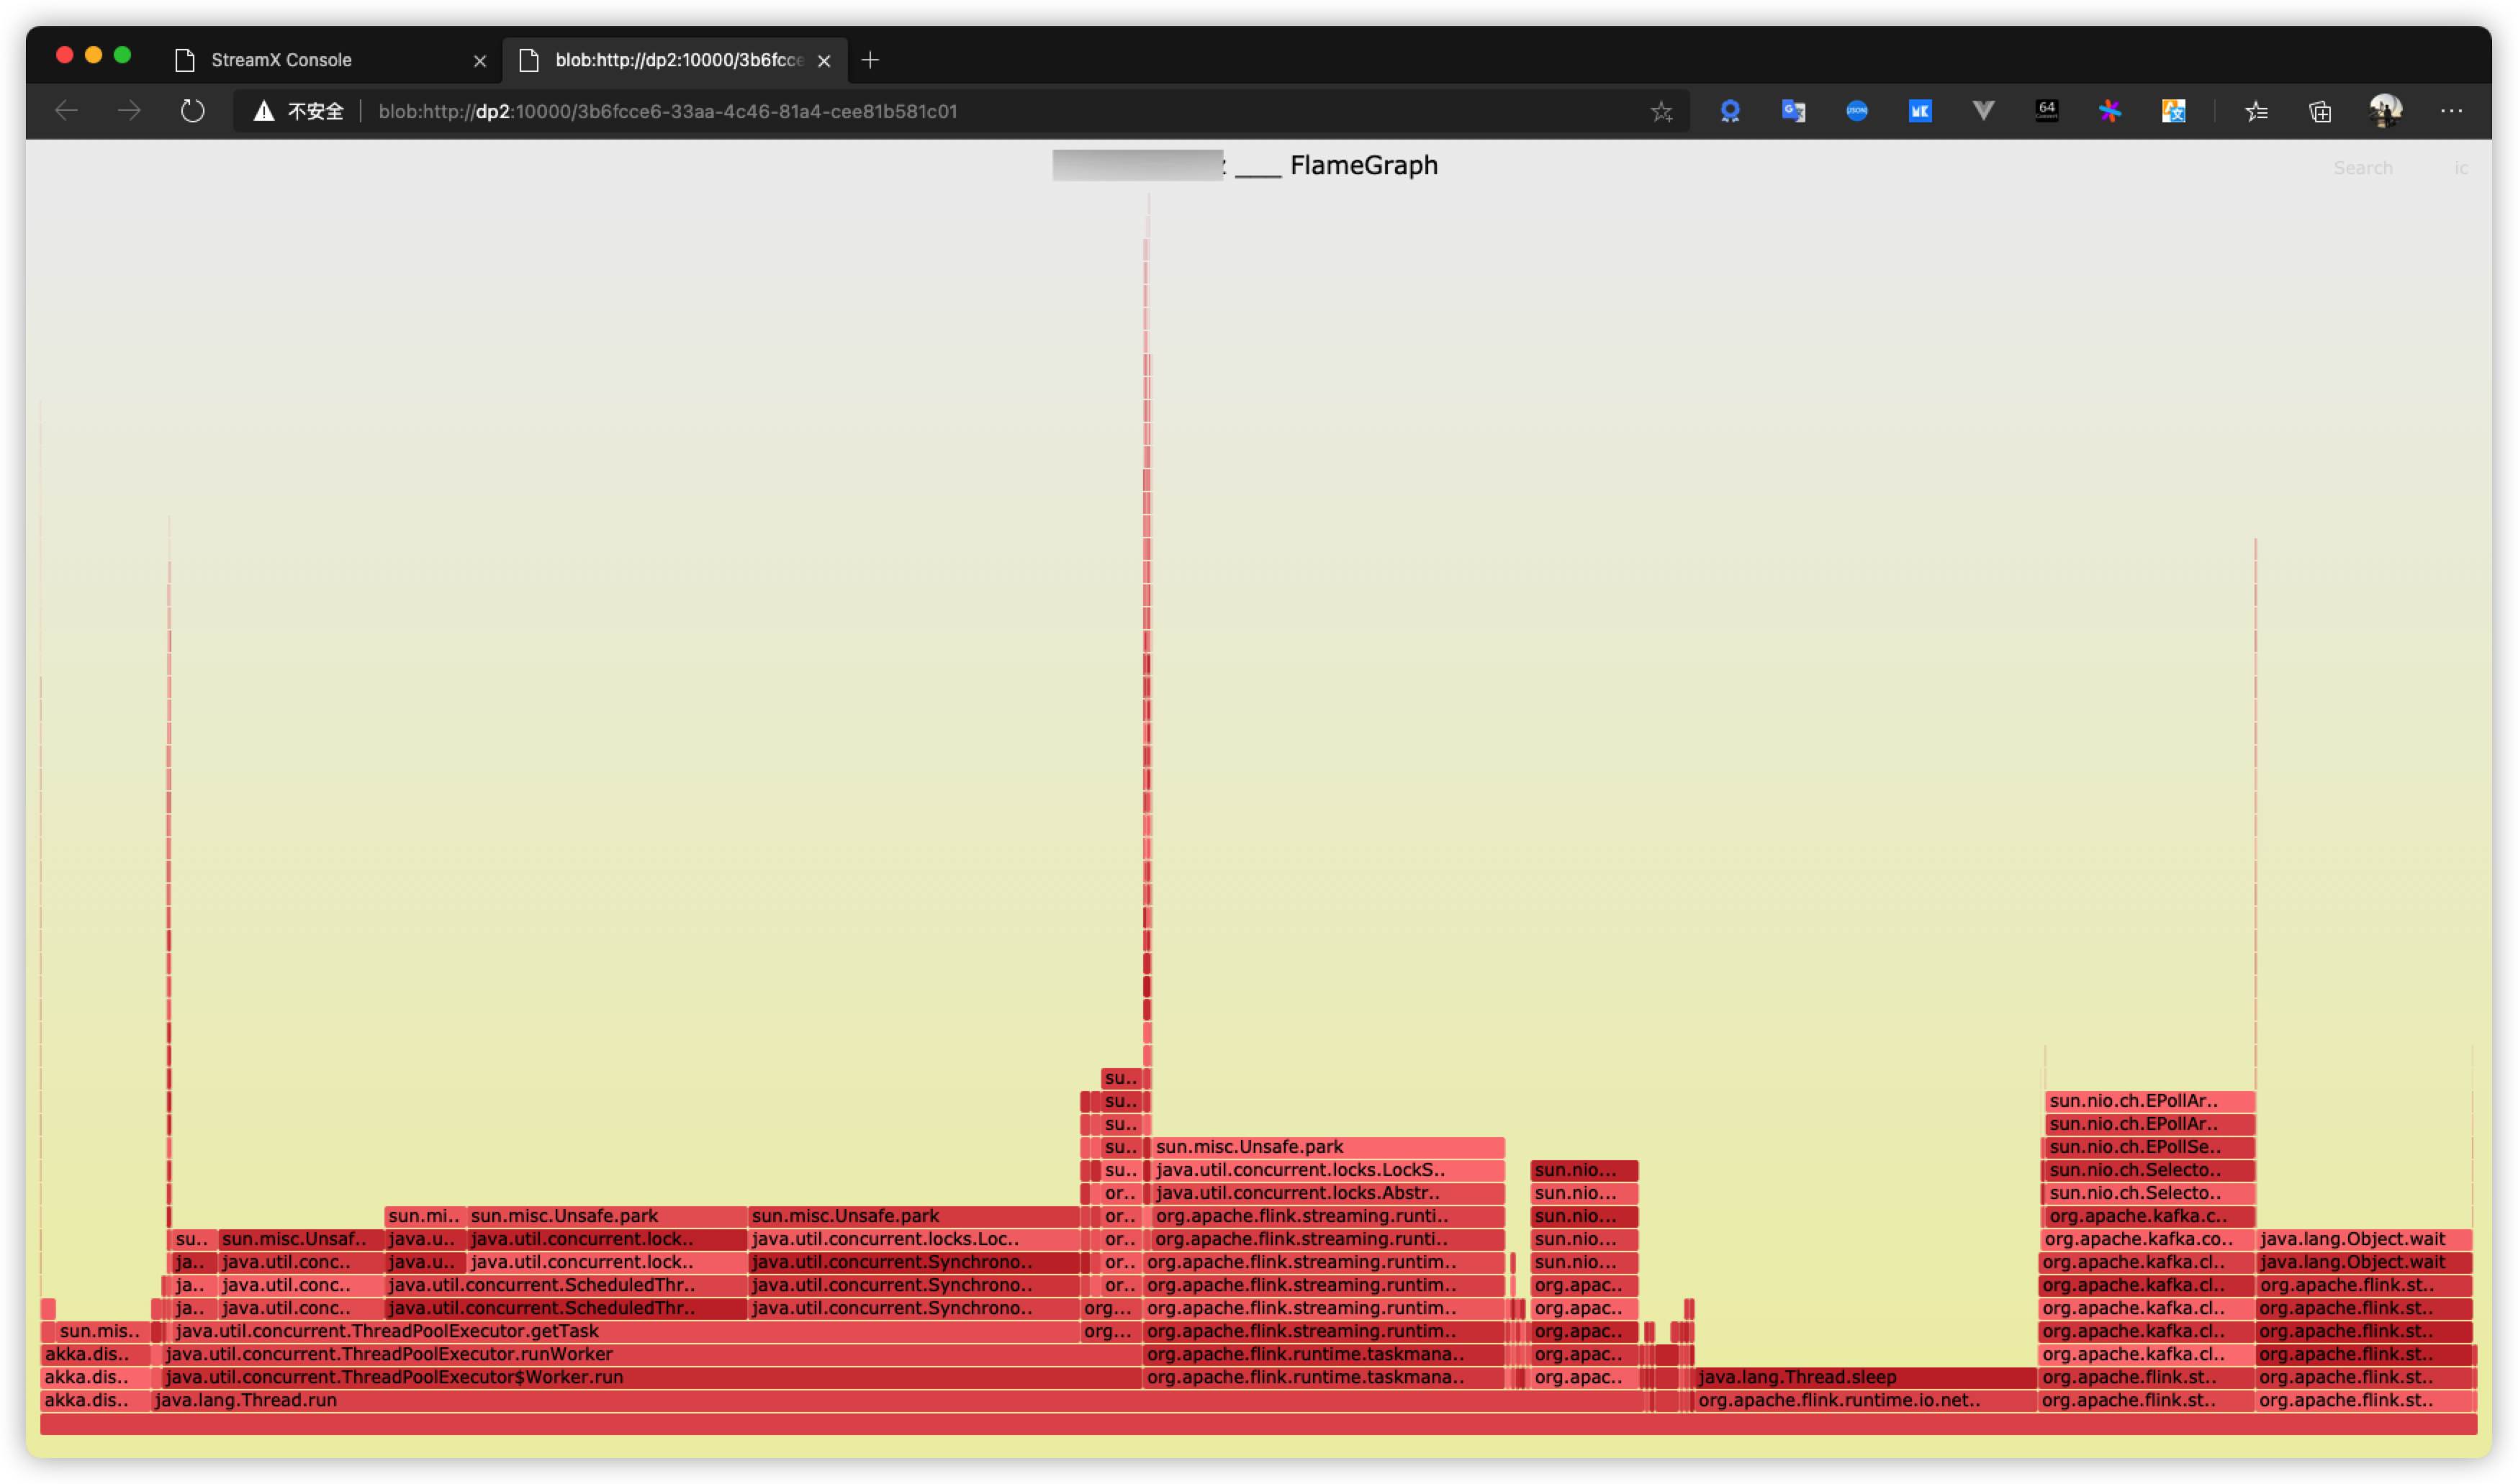 StreamX Console
blob:http://dp2:10000/3b6fcce
不安全
blob:http://dp2:10000/3b6fcce6-33aa-4c46-81a4-cee81b581c01
JSON
64
___ FlameGraph
Search
ic
su..
su.. sun.nio.ch.EPollAr..
su.. sun.nio.ch.EPollAr..
su.. sun.misc.Unsafe.park sun.nio.ch.EPollSe..
su.. java.util.concurrent.locks.LockS.. sun.nio... sun.nio.ch.Selecto..
or.. java.util.concurrent.locks.Abstr.. sun.nio... sun.nio.ch.Selecto..
sun.mi.. sun.misc.Unsafe.park sun.misc.Unsafe.park or.. org.apache.flink.streaming.runti.. sun.nio... org.apache.kafka.c..
su.. sun.misc.Unsaf.. java.u.. java.util.concurrent.lock.. java.util.concurrent.locks.Loc.. or.. org.apache.flink.streaming.runti.. sun.nio... org.apache.kafka.co.. java.lang.Object.wait
ja.. java.util.conc.. java.u.. java.util.concurrent.lock.. java.util.concurrent.Synchrono.. or.. org.apache.flink.streaming.runtim.. sun.nio... org.apache.kafka.cl.. java.lang.Object.wait
ja.. java.util.conc.. java.util.concurrent.ScheduledThr.. java.util.concurrent.Synchrono.. or.. org.apache.flink.streaming.runtim.. org.apac.. org.apache.kafka.cl.. org.apache.flink.st..
ja.. java.util.conc.. java.util.concurrent.ScheduledThr.. java.util.concurrent.Synchrono.. org... org.apache.flink.streaming.runtim.. org.apac.. org.apache.kafka.cl.. org.apache.flink.st..
sun.mis.. java.util.concurrent.ThreadPoolExecutor.getTask org... org.apache.flink.streaming.runtim.. org.apac.. org.apache.kafka.cl.. org.apache.flink.st..
akka.dis.. java.util.concurrent.ThreadPoolExecutor.runWorker org.apache.flink.runtime.taskmana.. org.apac.. org.apache.kafka.cl.. org.apache.flink.st..
akka.dis.. java.util.concurrent.ThreadPoolExecutor$Worker.run org.apache.flink.runtime.taskmana.. org.apac.. java.lang.Thread.sleep org.apache.flink.st.. org.apache.flink.st..
akka.dis.. java.lang.Thread.run org.apache.flink.runtime.io.net.. org.apache.flink.st.. org.apache.flink.st..